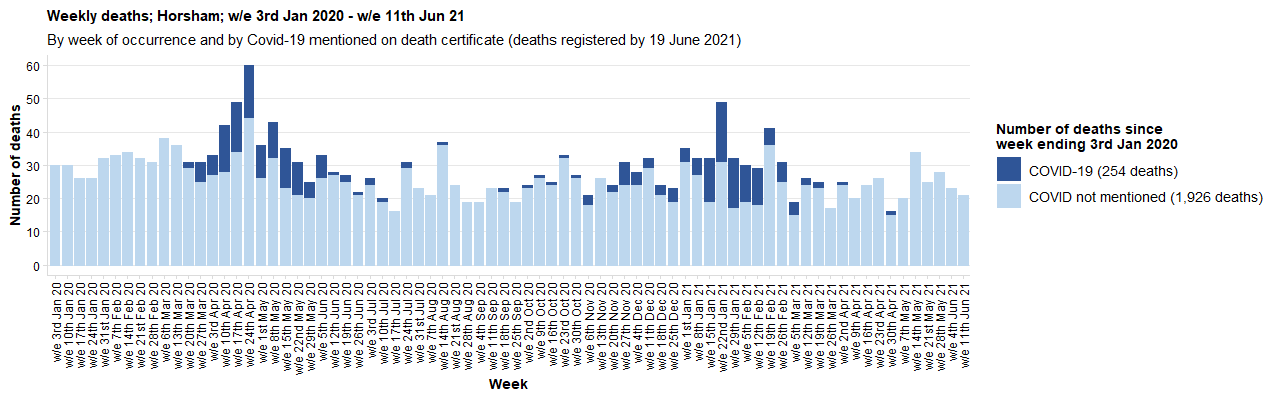 Weekly deaths; Horsham; w/e 3rd Jan 2020 - w/e 11th Jun 21
By week of occurrence and by Covid-19 mentioned on death certificate (deaths registered by 19 June 2021)
Number of deaths
60
50
40
30
20
10
0
w/e 3rd Jan 20
w/e 10th Jan 20
w/e 17th Jan 20
w/e 24th Jan 20
w/e 31st Jan 20
w/e 7th Feb 20
w/e 14th Feb 20
w/e 21st Feb 20
w/e 28th Feb 20
w/e 6th Mar 20
w/e 13th Mar 20
w/e 20th Mar 20
w/e 27th Mar 20
w/e 3rd Apr 20
w/e 10th Apr 20
w/e 17th Apr 20
w/e 24th Apr 20
w/e 1st May 20
w/e 8th May 20
w/e 15th May 20
w/e 22nd May 20
w/e 29th May 20
w/e 5th Jun 20
w/e 12th Jun 20
w/e 19th Jun 20
w/e 26th Jun 20
w/e 3rd Jul 20
w/e 10th Jul 20
w/e 17th Jul 20
w/e 24th Jul 20
w/e 31st Jul 20
w/e 7th Aug 20
w/e 14th Aug 20
w/e 21st Aug 20
w/e 28th Aug 20
w/e 4th Sep 20
w/e 11th Sep 20
w/e 18th Sep 20
w/e 25th Sep 20
w/e 2nd Oct 20
w/e 9th Oct 20
w/e 16th Oct 20
w/e 23rd Oct 20
w/e 30th Oct 20
w/e 6th Nov 20
w/e 13th Nov 20
w/e 20th Nov 20
w/e 27th Nov 20
w/e 4th Dec 20
w/e 11th Dec 20
w/e 18th Dec 20
w/e 25th Dec 20
w/e 1st Jan 21
w/e 8th Jan 21
w/e 15th Jan 21
w/e 22nd Jan 21
w/e 29th Jan 21
w/e 5th Feb 21
w/e 12th Feb 21
w/e 19th Feb 21
w/e 26th Feb 21
w/e 5th Mar 21
w/e 12th Mar 21
w/e 19th Mar 21
w/e 26th Mar 21
w/e 2nd Apr 21
w/e 9th Apr 21
w/e 16th Apr 21
w/e 23rd Apr 21
w/e 30th Apr 21
w/e 7th May 21
w/e 14th May 21
w/e 21st May 21
w/e 28th May 21
w/e 4th Jun 21
w/e 11th Jun 21
Week
Number of deaths since
week ending 3rd Jan 2020
COVID-19 (254 deaths)
COVID not mentioned (1,926 deaths)